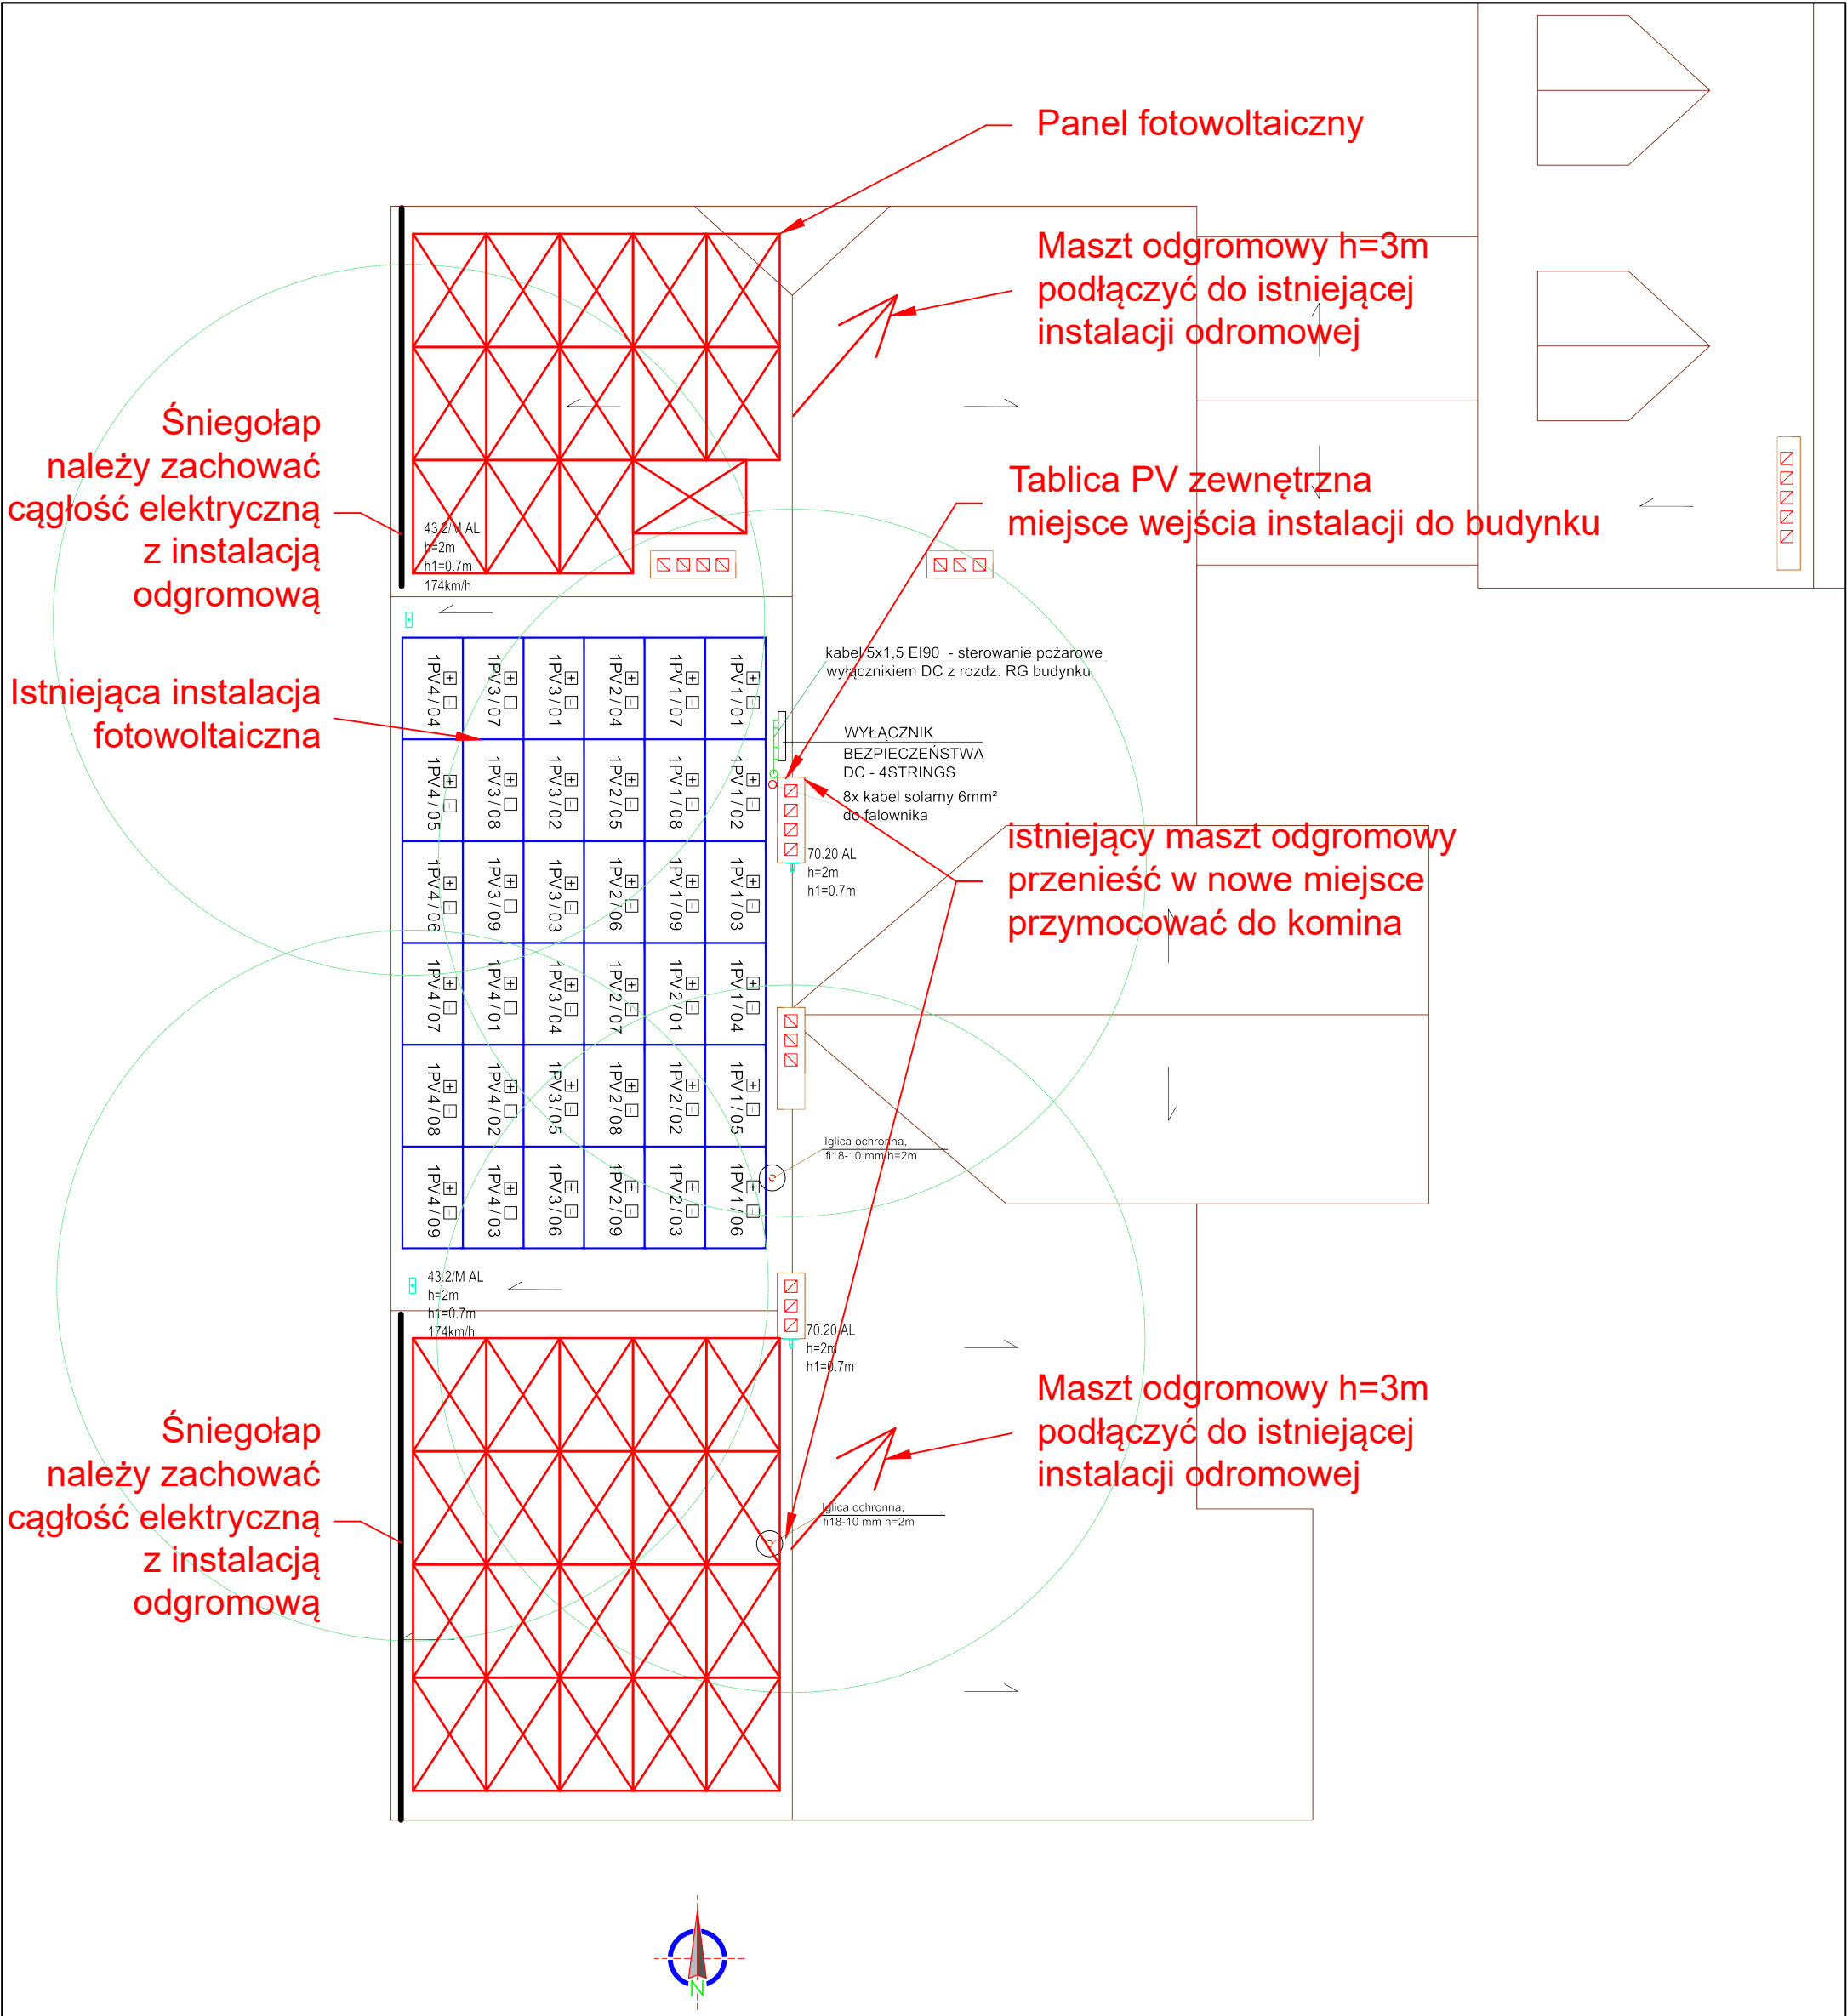 Panel fotowoltaiczny
Maszt odgromowy h=3m
podłączyć do istniejącej
instalacji odromowej
Śniegołap
należy zachować
cągłość elektryczną
z instalacją
odgromową
Tablica PV zewnętrzna
miejsce wejścia instalacji do budynku
43.2/M AL
h=2m
h1=0.7m
174km/h
Istniejąca instalacja
fotowoltaiczna
kabel 5x1,5 EI90 - sterowanie pożarowe
wyłącznikiem DC z rozdz. RG budynku
WYŁĄCZNIK
BEZPIECZEŃSTWA
DC - 4STRINGS
8x kabel solarny 6mm²
do falownika
1PV4/04 1PV3/07 1PV3/01 1PV2/04 1PV1/07 1PV1/01
1PV4/05 1PV3/08 1PV3/02 1PV2/05 1PV1/08 1PV1/02
1PV4/06 1PV3/09 1PV3/03 1PV2/06 1PV1/09 1PV1/03
1PV4/07 1PV4/01 1PV3/04 1PV2/07 1PV2/01 1PV1/04
1PV4/08 1PV4/02 1PV3/05 1PV2/08 1PV2/02 1PV1/05
1PV4/09 1PV4/03 1PV3/06 1PV2/09 1PV2/03 1PV1/06
70.20 AL
h=2m
h1=0.7m
istniejący maszt odgromowy
przenieść w nowe miejsce
przymocować do komina
Iglica ochronna,
fi18-10 mm h=2m
43.2/M AL
h=2m
h1=0.7m
174km/h
70.20 AL
h=2m
h1=0.7m
Maszt odgromowy h=3m
podłączyć do istniejącej
instalacji odromowej
Śniegołap
należy zachować
cągłość elektryczną
z instalacją
odgromową
Iglica ochronna,
fi18-10 mm h=2m
N